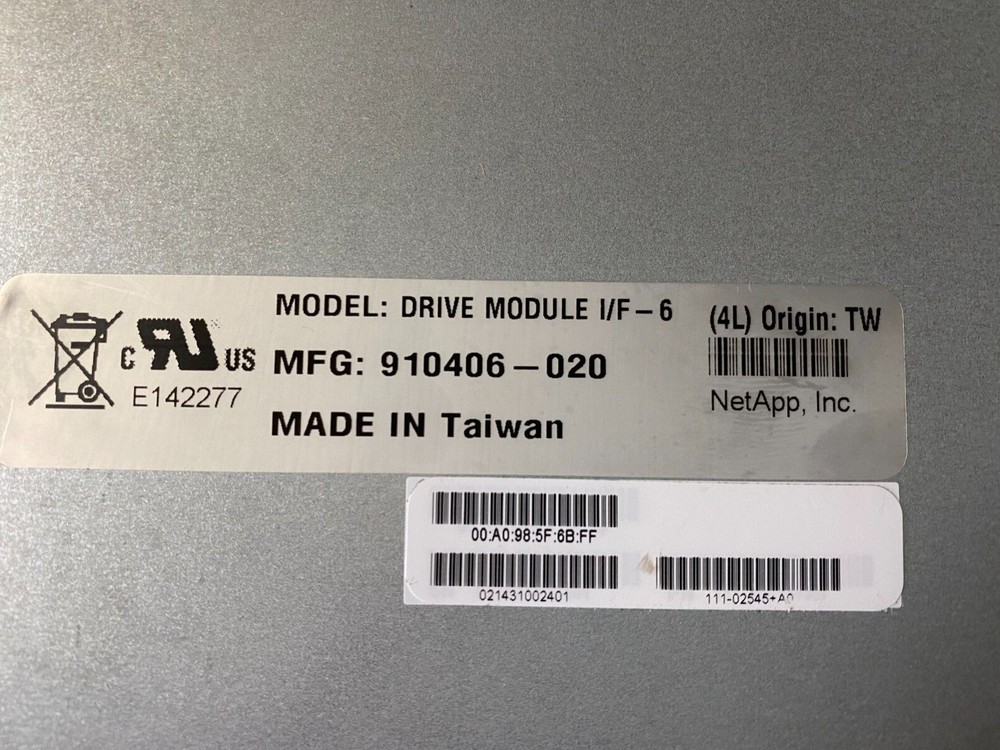 MODEL: DRIVE MODULE I/F-6
(4L) Origin: TW
C RU US
MFG: 910406-020
E142277
NetApp, Inc.
MADE IN Taiwan
00:A0:98:5F:6B:FF
021431002401
111-02545+A0